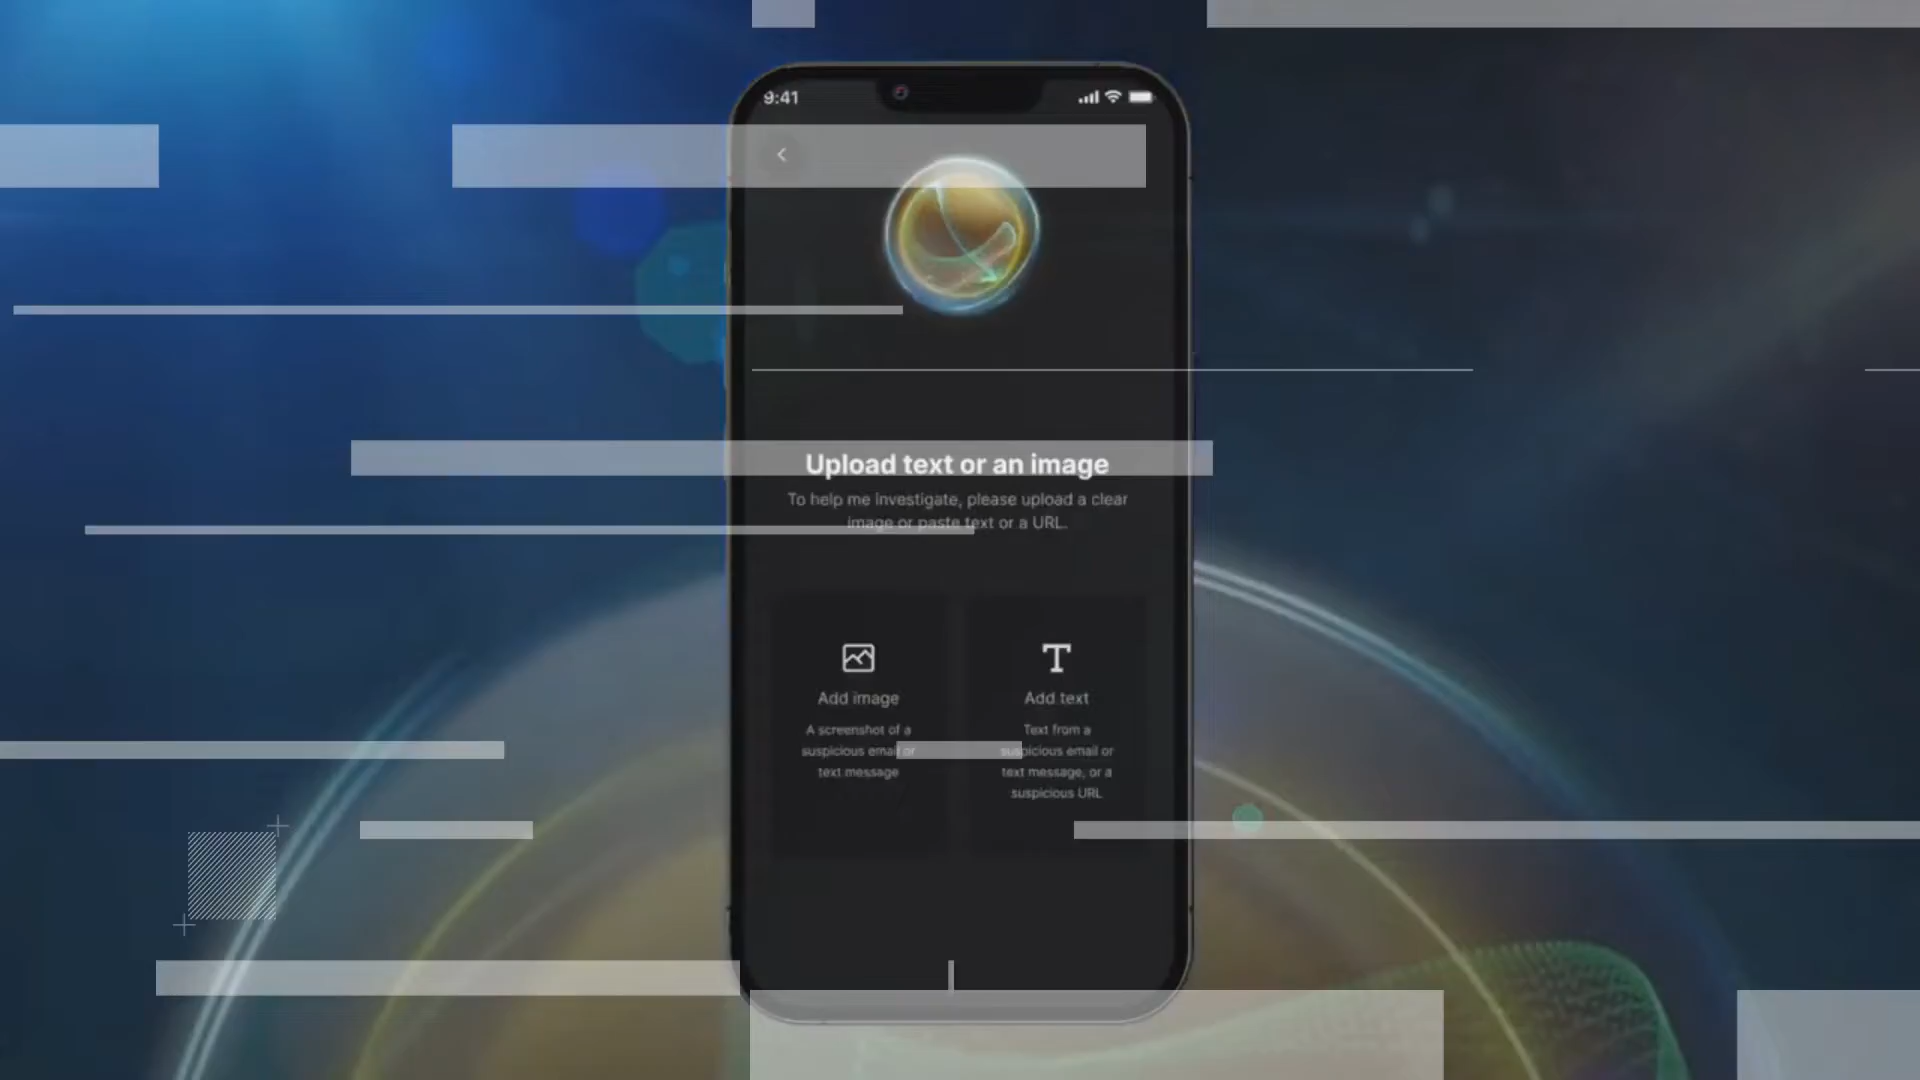 9:41
Upload text or an image
To help me investigate, please upload a clear
image or paste text or a URL.
Add image
A screenshot of a
suspicious email or
text message
Add text
Text from a
suspicious email or
text message, or a
suspicious URL